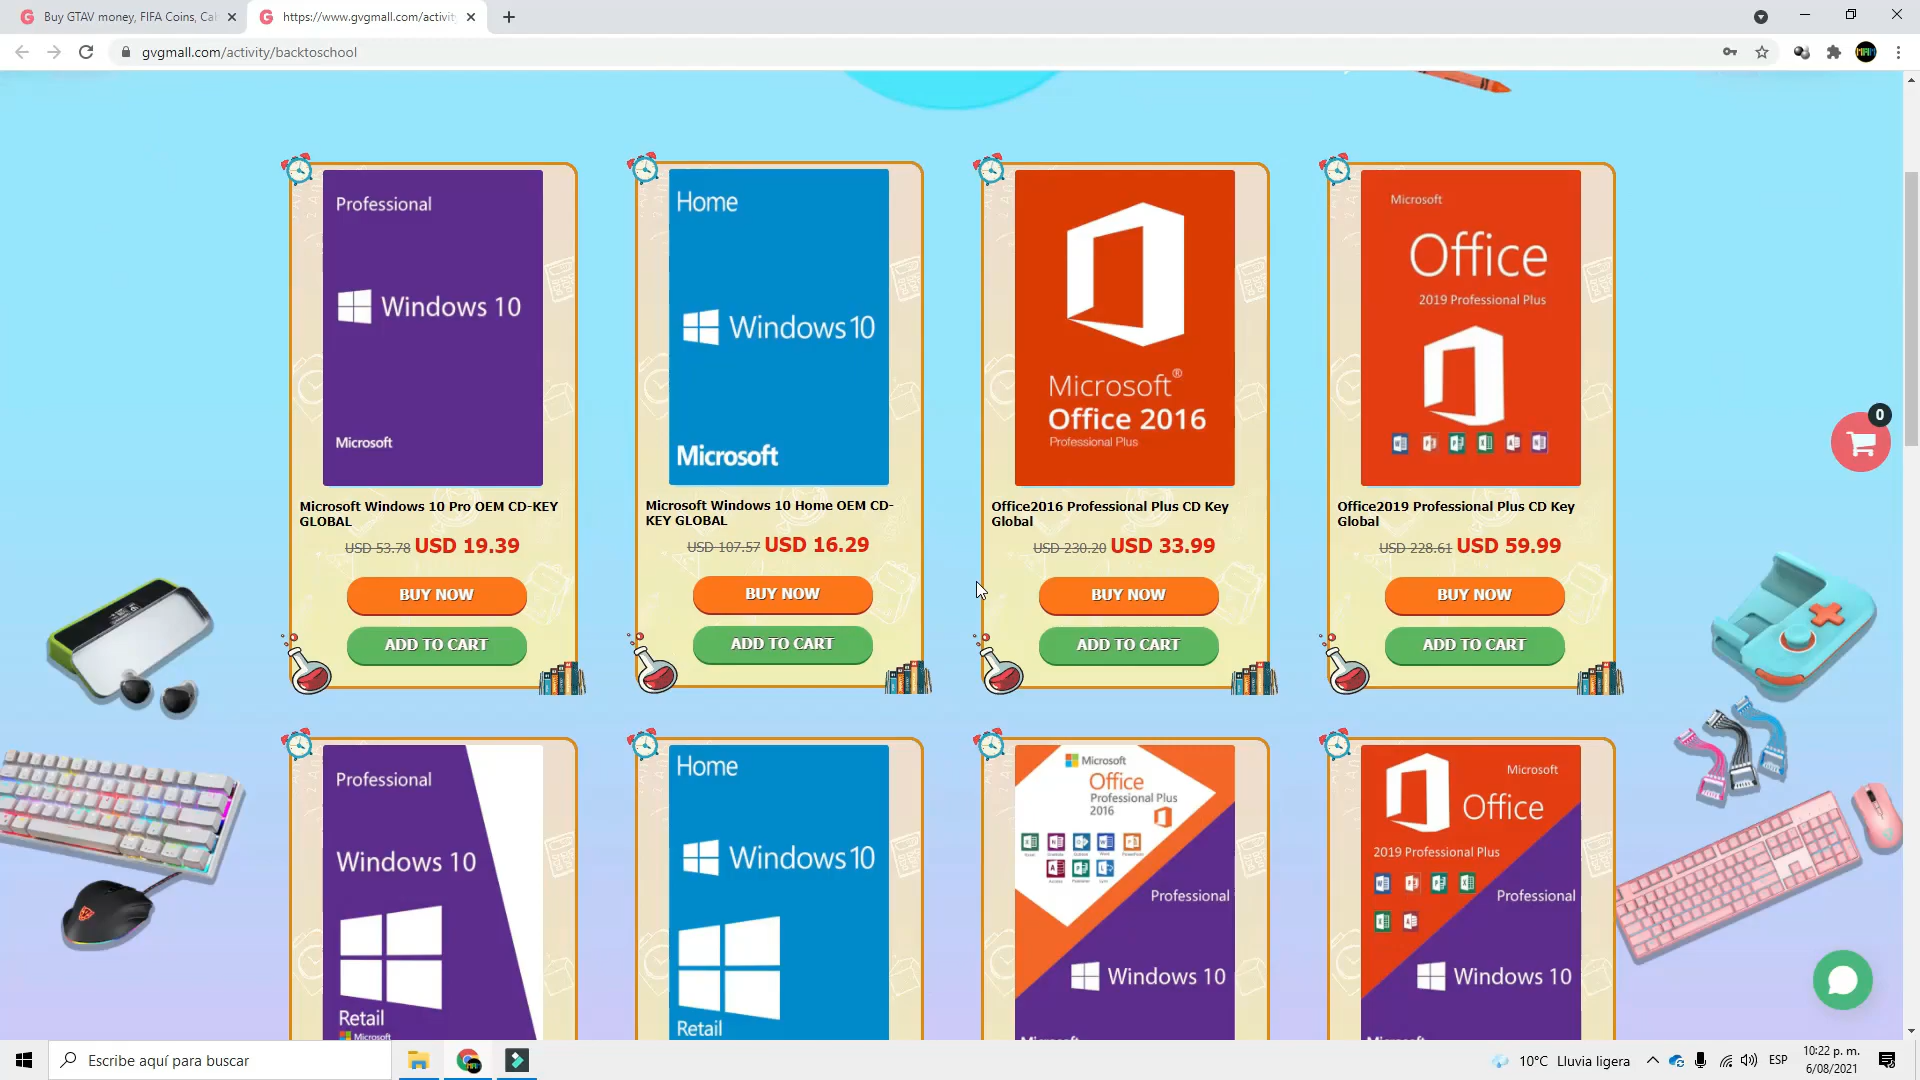 Buy GTAV money, FIFA Coins, Cal
https://www.gvgmall.com/activity
gvgmall.com/activity/backtoschool
Professional
Windows 10
Microsoft
Microsoft Windows 10 Pro OEM CD-KEY
GLOBAL
USD 53.78 USD 19.39
BUY NOW
ADD TO CART
Home
Windows 10
Microsoft
Microsoft Windows 10 Home OEM CD-
KEY GLOBAL
USD 107.57 USD 16.29
BUY NOW
ADD TO CART
Microsoft®
Office 2016
Professional Plus
Office2016 Professional Plus CD Key
Global
USD 230.20 USD 33.99
BUY NOW
ADD TO CART
Microsoft
Office
2019 Professional Plus
Office2019 Professional Plus CD Key
Global
USD 228.61 USD 59.99
BUY NOW
ADD TO CART
0
Professional
Windows 10
Retail
Microsoft
Home
Windows 10
Retail
Microsoft
Office
Professional Plus
2016
Professional
Windows 10
Microsoft
Office
2019 Professional Plus
Professional
Windows 10
Escribe aquí para buscar
10°C Lluvia ligera
ESP
10:22 p. m.
6/08/2021